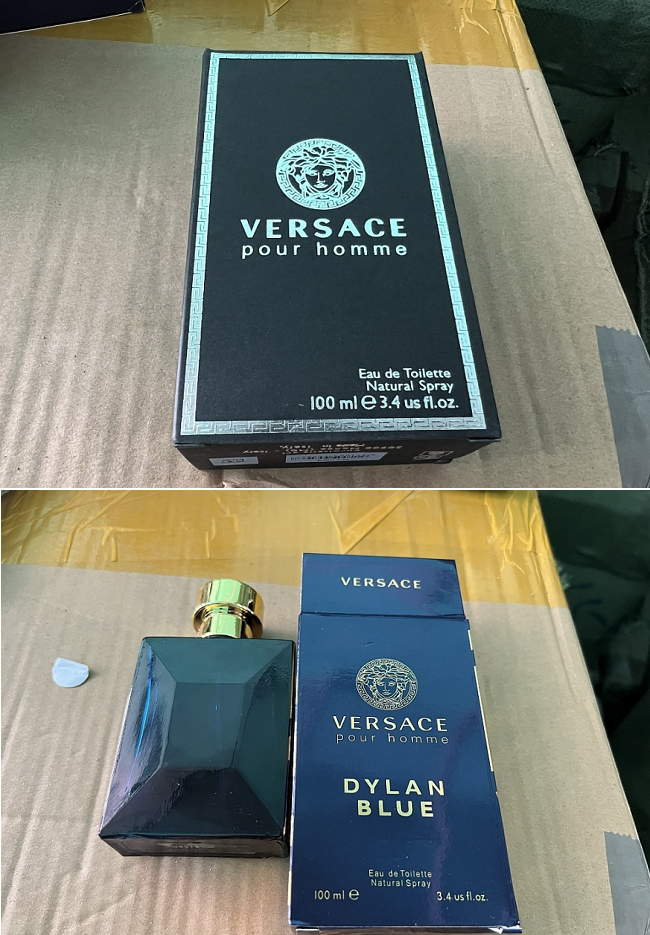 VERSACE
pour homme
Eau de Toilette
Natural Spray
100 ml e 3.4 us fl.oz.
VERSACE
VERSACE
pour homme
DYLAN
BLUE
Eau de Toilette
Natural Spray
100 ml e 3.4 us fl.oz.